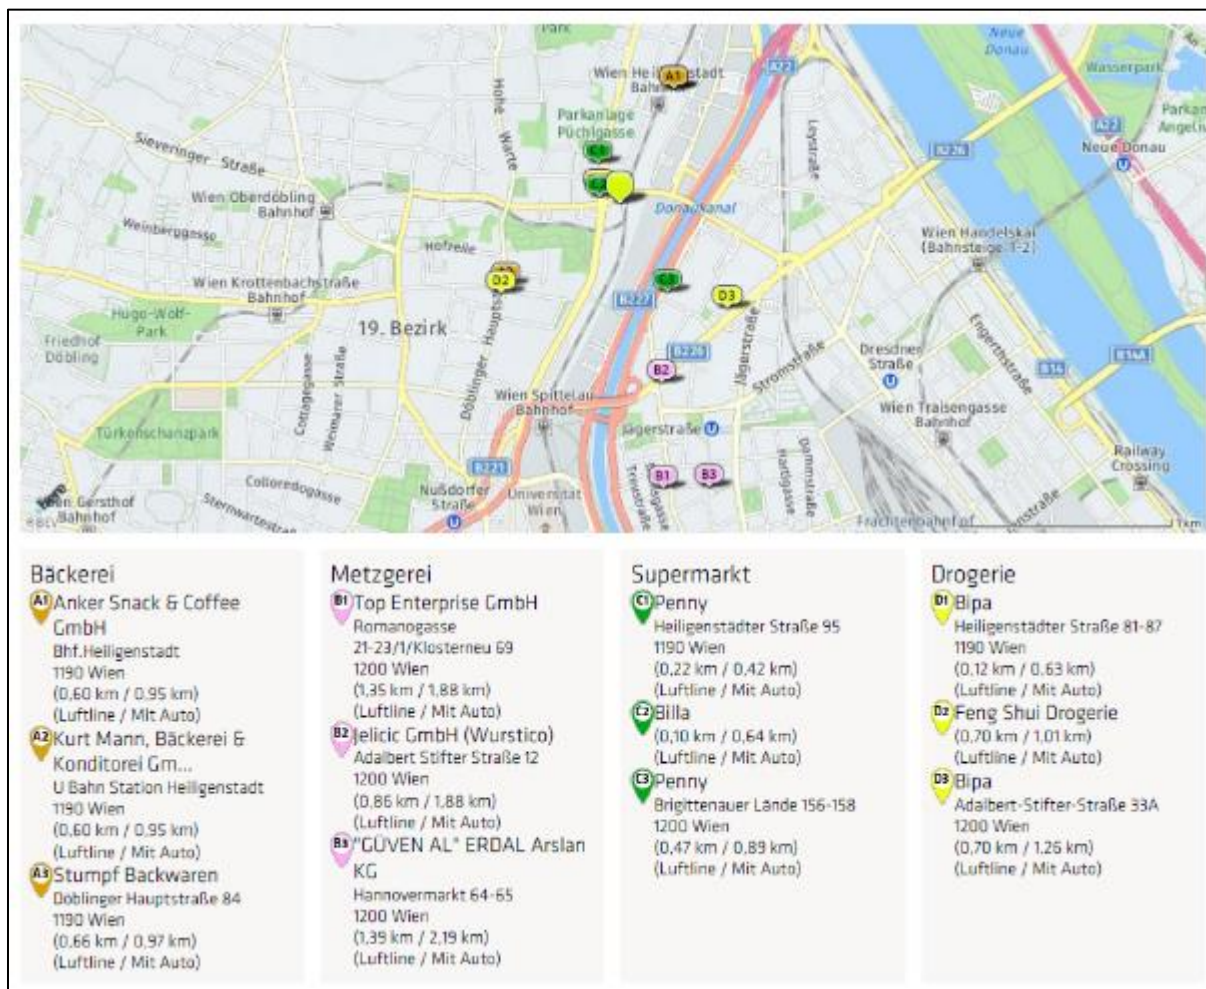 Park
Neue
Donau
A22
Wasserpark
Wien Heiligenstadt
Bahnhof
A1
Hohe Warte
Parkanlage
Püchlgasse
Leystraße
A22
Neue Donau
U
C1
B226
Sieveringer Straße
C2
Wien Oberdöbling
Bahnhof
Donaukanal
Weinberggasse
Hofzeile
Wien Handelskai
(Bahnsteige 1-2)
Wien Krottenbachstraße
Bahnhof
D2
C3
D3
B227
Hugo-Wolf-
Park
19. Bezirk
Friedhof
Döbling
B226
Jägerstraße
Stromstraße
Dresdner
Straße
U
Engerthstraße
B14A
B14
B2
Cottagegasse
Weimarer Straße
Döblinger Haupts
Wien Spittelau
Bahnhof
Wien Traisengasse
Bahnhof
Türkenschanzpark
Jägerstraße U
Railway
Crossing
B221
B1
B3
Treustraße
Hartlgasse
Dammstraße
Colloredogasse
Nußdorfer
Straße
U
Universität
Wien
en Gersthof
Bahnhof
Sternwartestraß
Frachtenbahnhof
nstraße
1km
Bäckerei
A1 Anker Snack & Coffee
GmbH
Bhf.Heiligenstadt
1190 Wien
(0,60 km / 0,95 km)
(Luftline / Mit Auto)
A2 Kurt Mann, Bäckerei &
Konditorei Gm...
U Bahn Station Heiligenstadt
1190 Wien
(0,60 km / 0,95 km)
(Luftline / Mit Auto)
A3 Stumpf Backwaren
Döblinger Hauptstraße 84
1190 Wien
(0,66 km / 0,97 km)
(Luftline / Mit Auto)
Metzgerei
B1 Top Enterprise GmbH
Romanogasse
21-23/1/Klosterneu 69
1200 Wien
(1,35 km / 1,88 km)
(Luftline / Mit Auto)
B2 Jelicic GmbH (Wurstico)
Adalbert Stifter Straße 12
1200 Wien
(0,86 km / 1,88 km)
(Luftline / Mit Auto)
B3 "GÜVEN AL" ERDAL Arslan
KG
Hannovermarkt 64-65
1200 Wien
(1,39 km / 2,19 km)
(Luftline / Mit Auto)
Supermarkt
C1 Penny
Heiligenstädter Straße 95
1190 Wien
(0,22 km / 0,42 km)
(Luftline / Mit Auto)
C2 Billa
(0,10 km / 0,64 km)
(Luftline / Mit Auto)
C3 Penny
Brigittenauer Lände 156-158
1200 Wien
(0,47 km / 0,89 km)
(Luftline / Mit Auto)
Drogerie
D1 Bipa
Heiligenstädter Straße 81-87
1190 Wien
(0,12 km / 0,63 km)
(Luftline / Mit Auto)
D2 Feng Shui Drogerie
(0,70 km / 1,01 km)
(Luftline / Mit Auto)
D3 Bipa
Adalbert-Stifter-Straße 33A
1200 Wien
(0,70 km / 1,26 km)
(Luftline / Mit Auto)